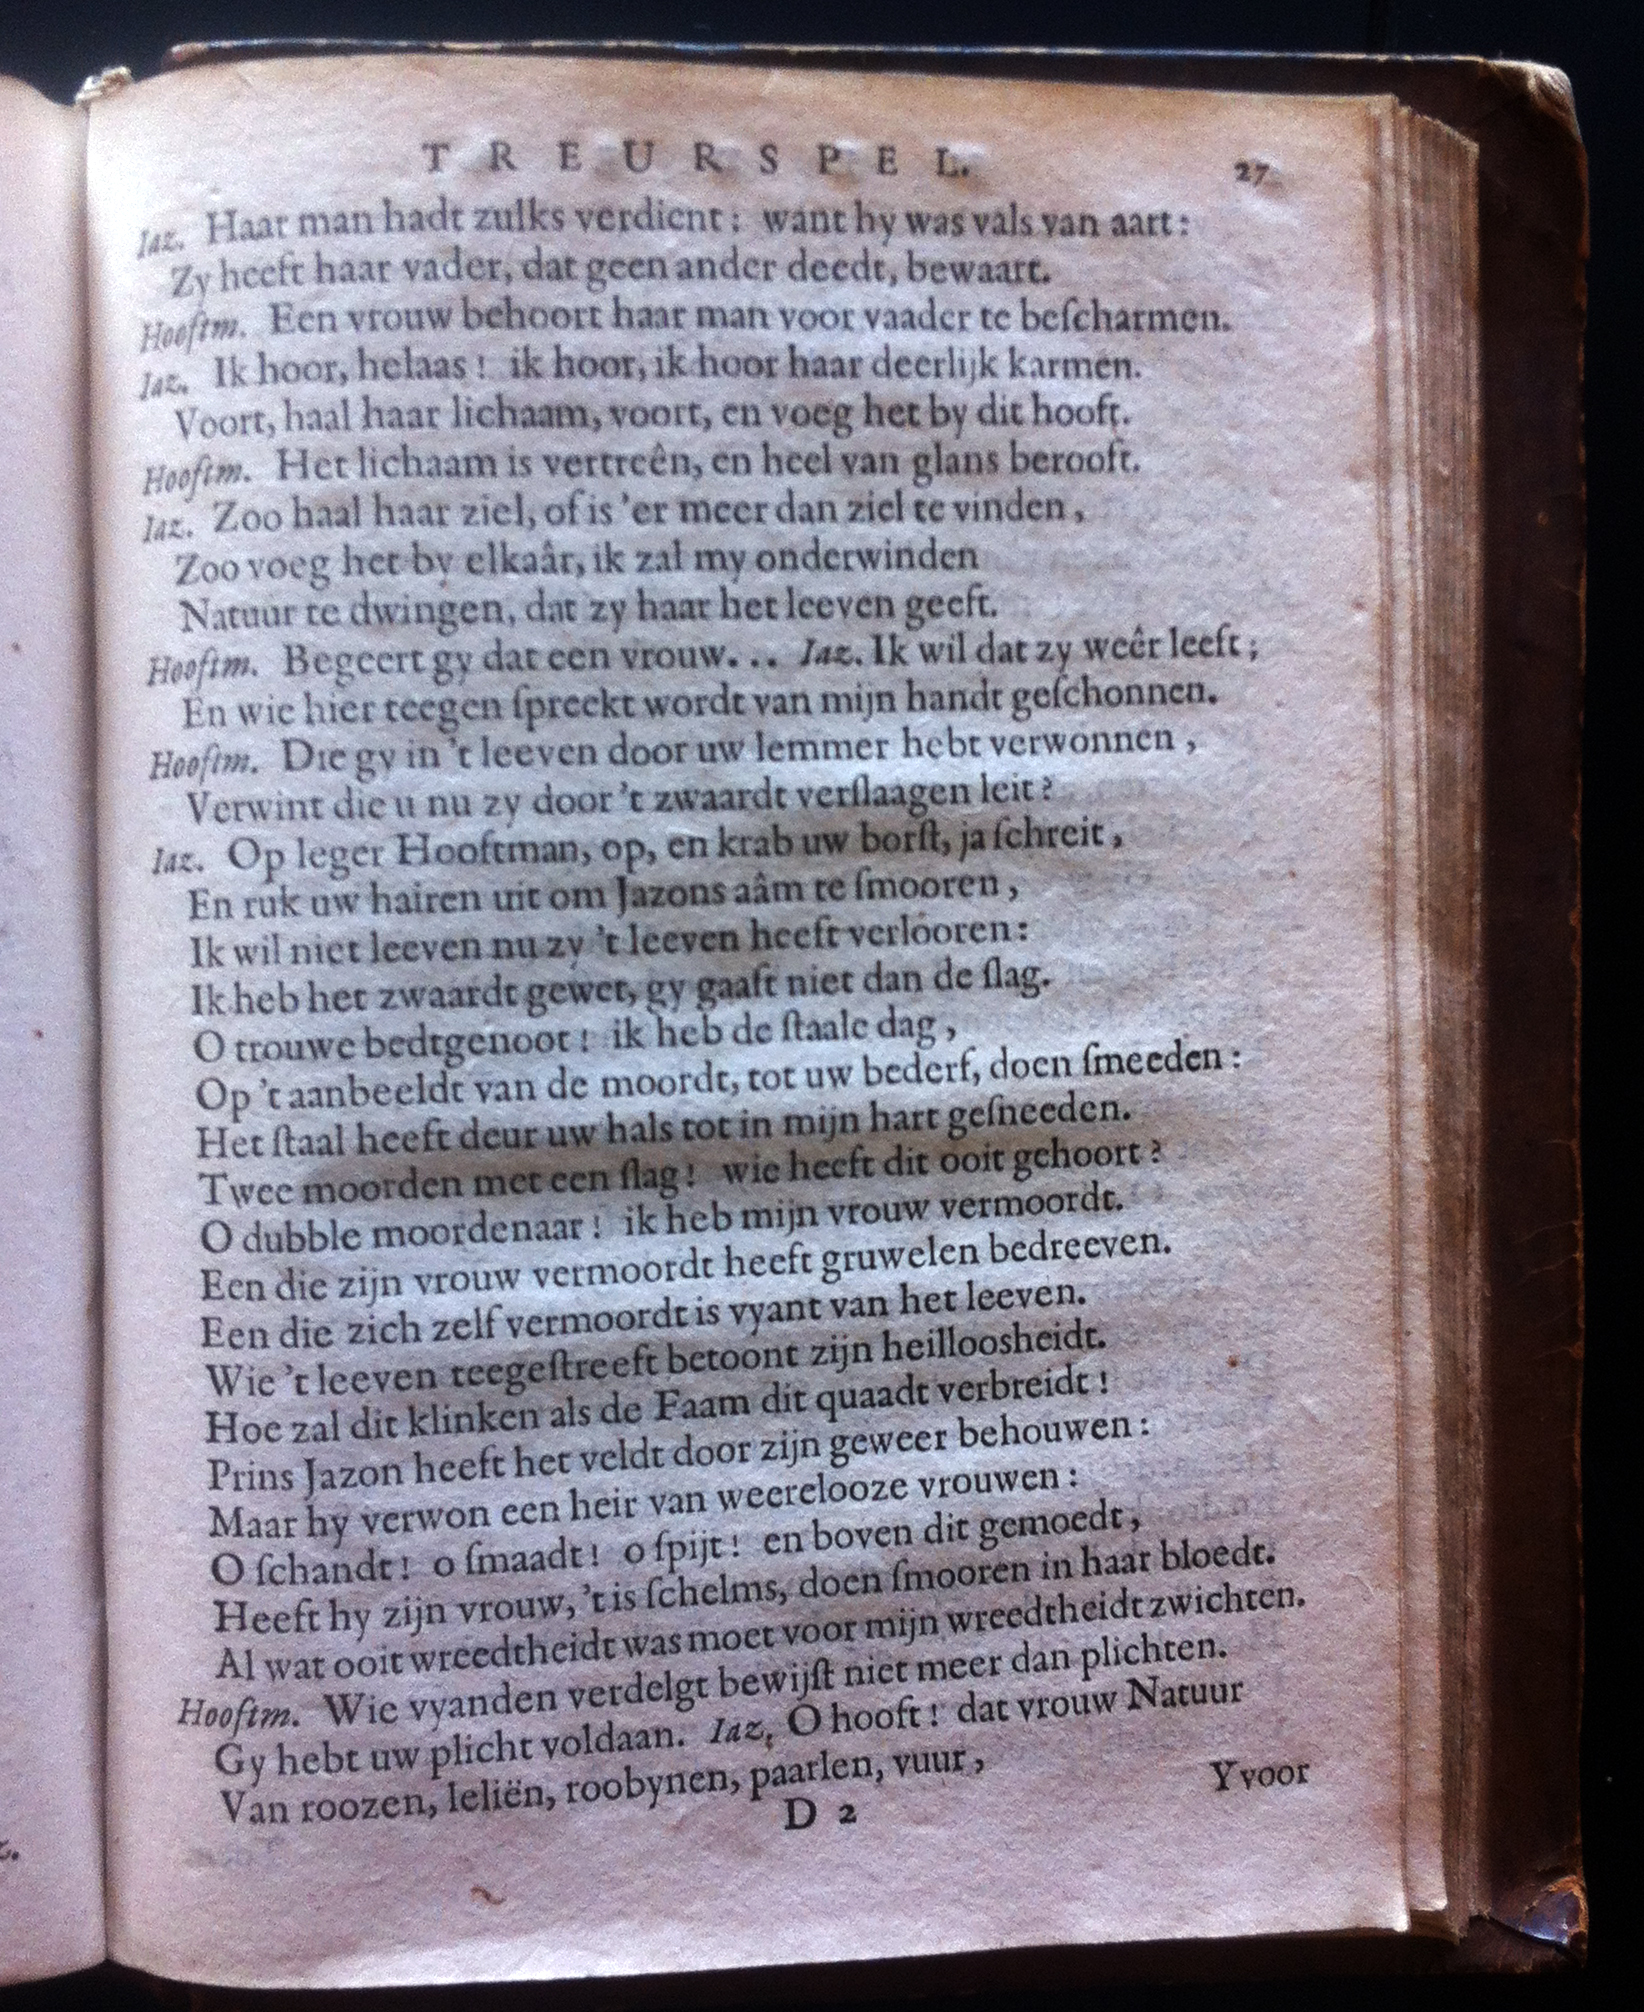 TREURSPEL. 27
Iaz. Haar man hadt zulks verdient: want hy was vals van aart:
Zy heeft haar vader, dat geen ander deedt, bewaart.
Hooftm. Een vrouw behoort haar man voor vaader te beſcharmen.
Iaz. Ik hoor, helaas! ik hoor, ik hoor haar deerlijk karmen.
Voort, haal haar lichaam, voort, en voeg het by dit hooft.
Hooftm. Het lichaam is vertreên, en heel van glans berooft.
Iaz. Zoo haal haar ziel, of is 'er meer dan ziel te vinden,
Zoo voeg het by elkaâr, ik zal my onderwinden
Natuur te dwingen, dat zy haar het leeven geeft.
Hooftm. Begeert gy dat een vrouw... Iaz. Ik wil dat zy weêr leeft;
En wie hier teegen ſpreekt wordt van mijn handt geſchonnen.
Hooftm. Die gy in 't leeven door uw lemmer hebt verwonnen,
Verwint die u nu zy door 't zwaardt verſlaagen leit?
Iaz. Op leger Hooftman, op, en krab uw borſt, ja ſchreit,
En ruk uw hairen uit om Jazons aâm te ſmooren,
Ik wil niet leeven nu zy 't leeven heeft verlooren:
Ik heb het zwaardt gewet, gy gaaft niet dan de ſlag.
O trouwe bedtgenoot! ik heb de ſtaale dag,
Op 't aanbeeldt van de moordt, tot uw bederf, doen ſmeeden:
Het ſtaal heeft deur uw hals tot in mijn hart geſneeden.
Twee moorden met een ſlag! wie heeft dit ooit gehoort?
O dubble moordenaar! ik heb mijn vrouw vermoordt.
Een die zijn vrouw vermoordt heeft gruwelen bedreeven.
Een die zich zelf vermoordt is vyant van het leeven.
Wie 't leeven teegeſtreeft betoont zijn heilloosheidt.
Hoe zal dit klinken als de Faam dit quaadt verbreidt!
Prins Jazon heeft het veldt door zijn geweer behouwen:
Maar hy verwon een heir van weerelooze vrouwen:
O ſchandt! o ſmaadt! o ſpijt! en boven dit gemoedt,
Heeft hy zijn vrouw, 't is ſchelms, doen ſmooren in haar bloedt.
Al wat ooit wreedtheidt was moet voor mijn wreedtheidt zwichten.
Hooftm. Wie vyanden verdelgt bewijſt niet meer dan plichten.
Gy hebt uw plicht voldaan. Iaz. O hooft! dat vrouw Natuur
Van roozen, leliën, roobynen, paarlen, vuur,
D 2 Yvoor